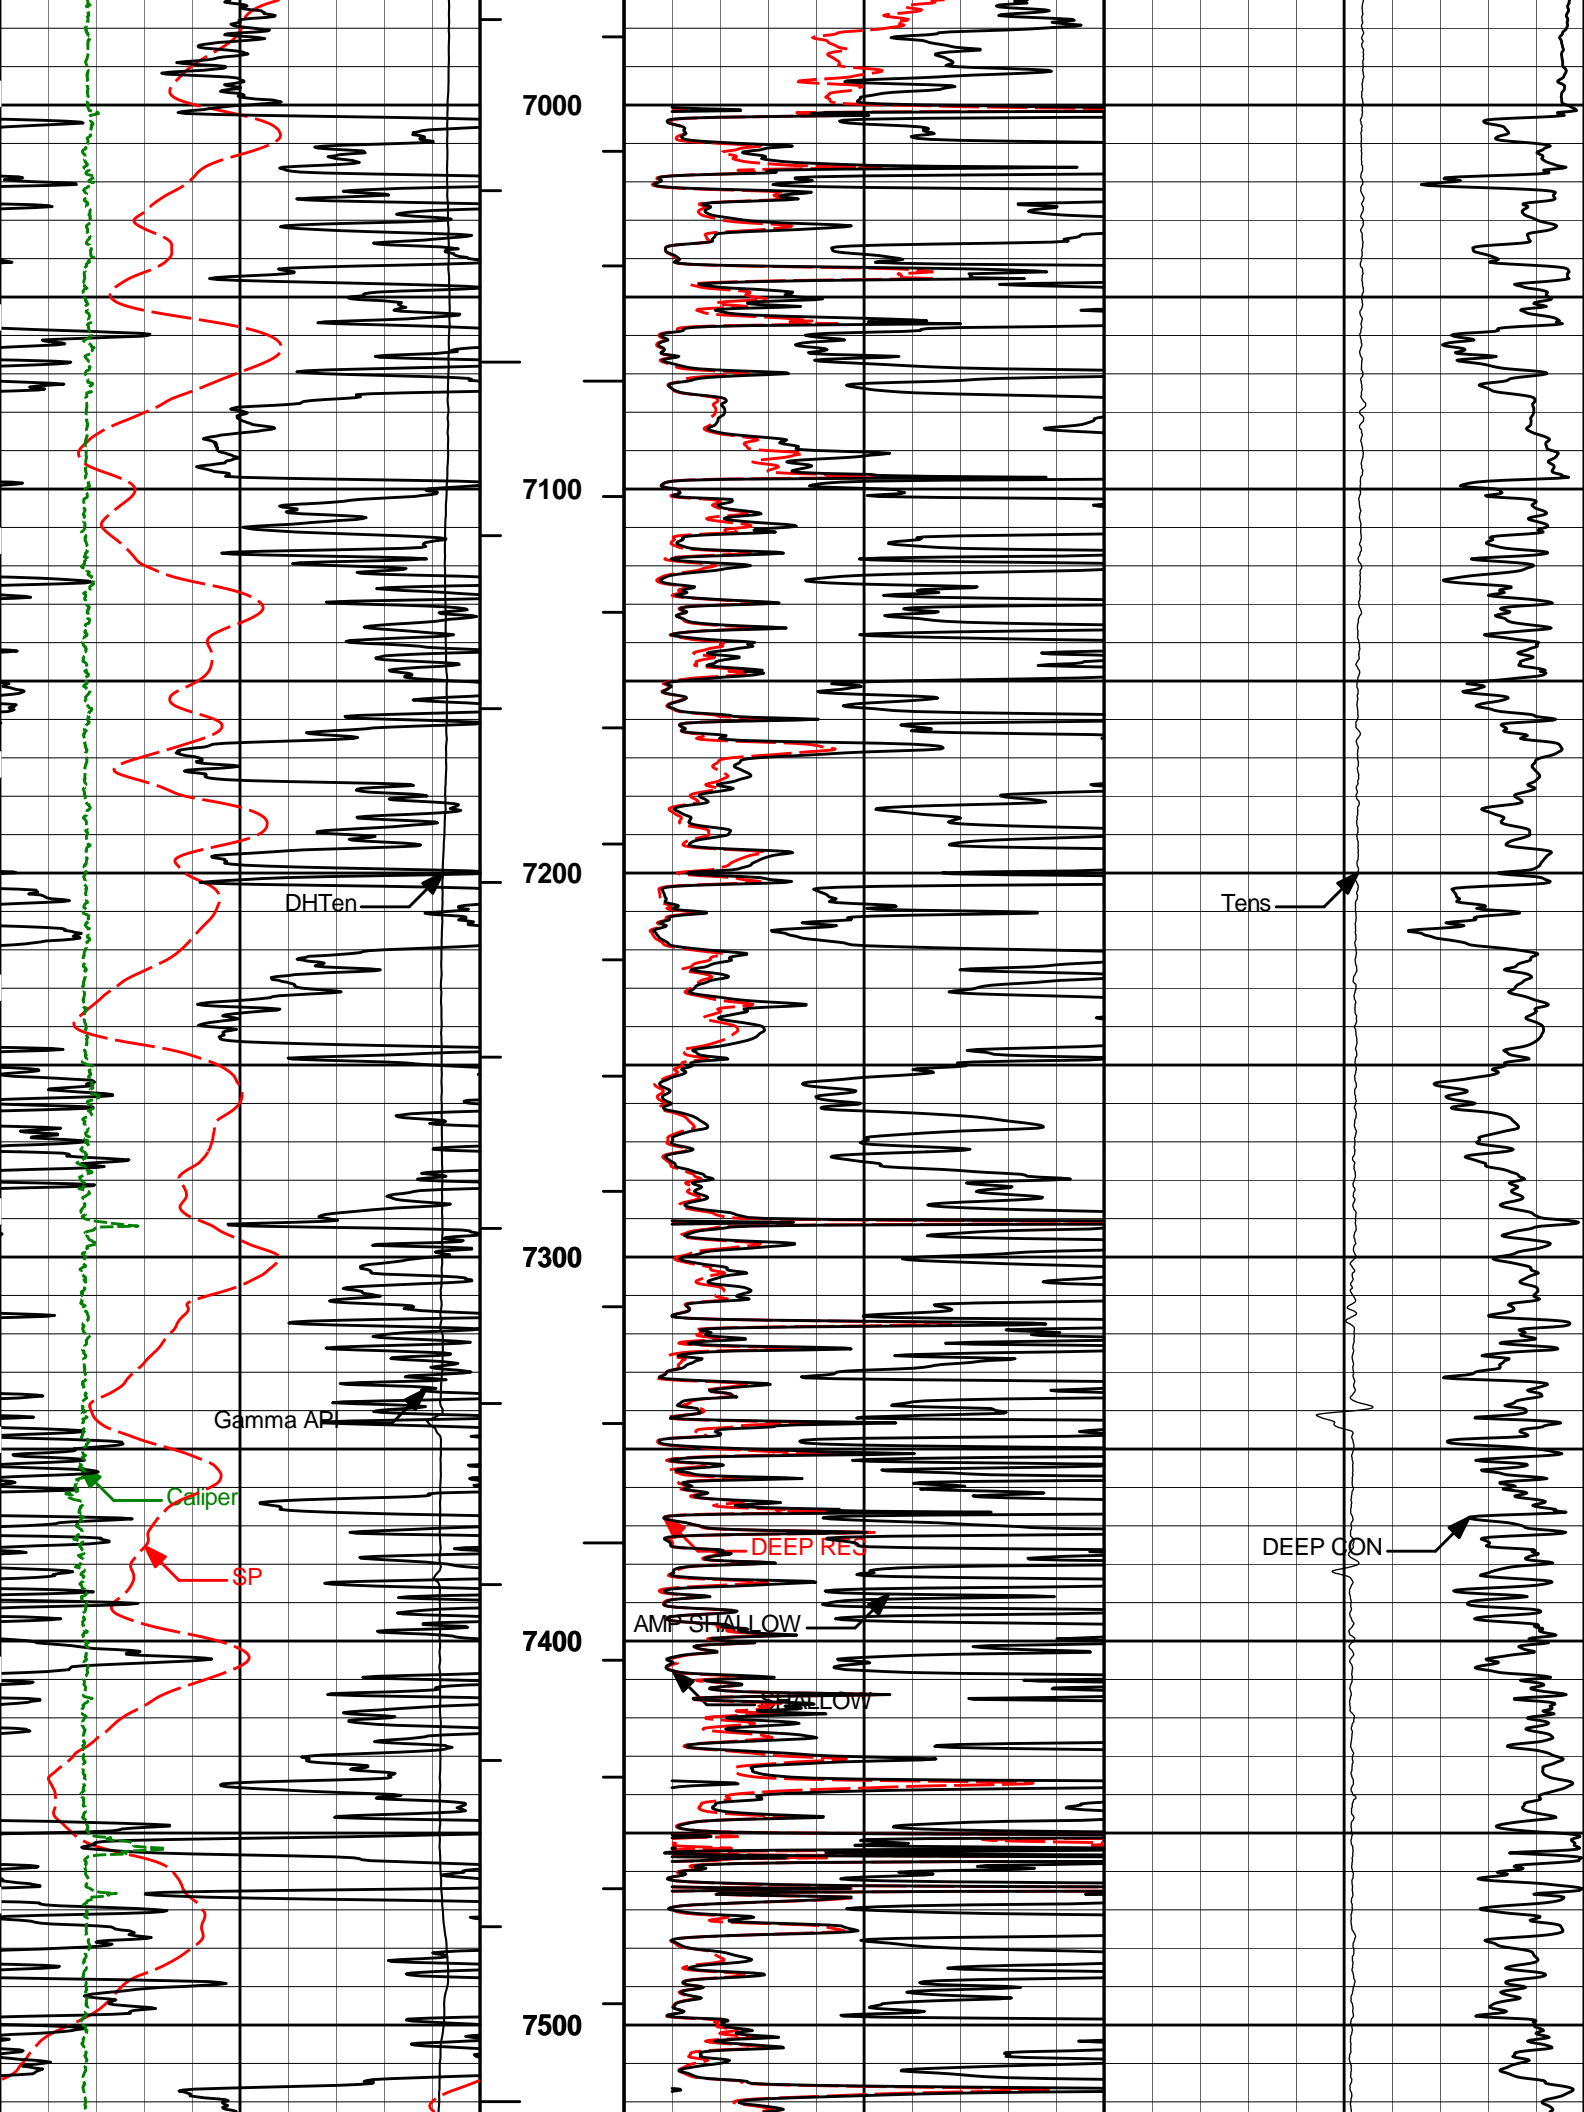 7000
7100
7200
DHTen
Tens
7300
Gamma API
Caliper
DEEP RES
DEEP CON
SP
AMP SHALLOW
7400
SHALLOW
7500